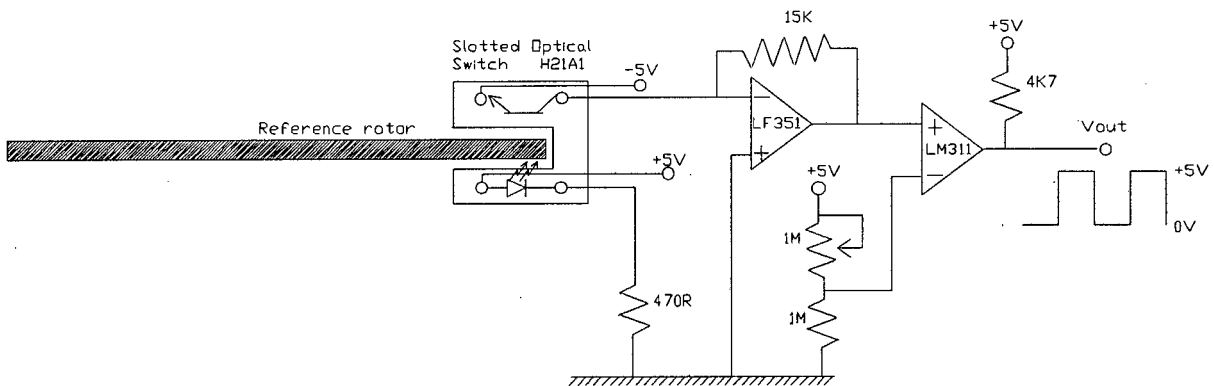 15K
+5V
Slotted Optical
Switch H21A1
-5V
4K7
Reference rotor
LF351
LM311
Vout
+5V
+5V
+5V
1M
0V
470R
1M